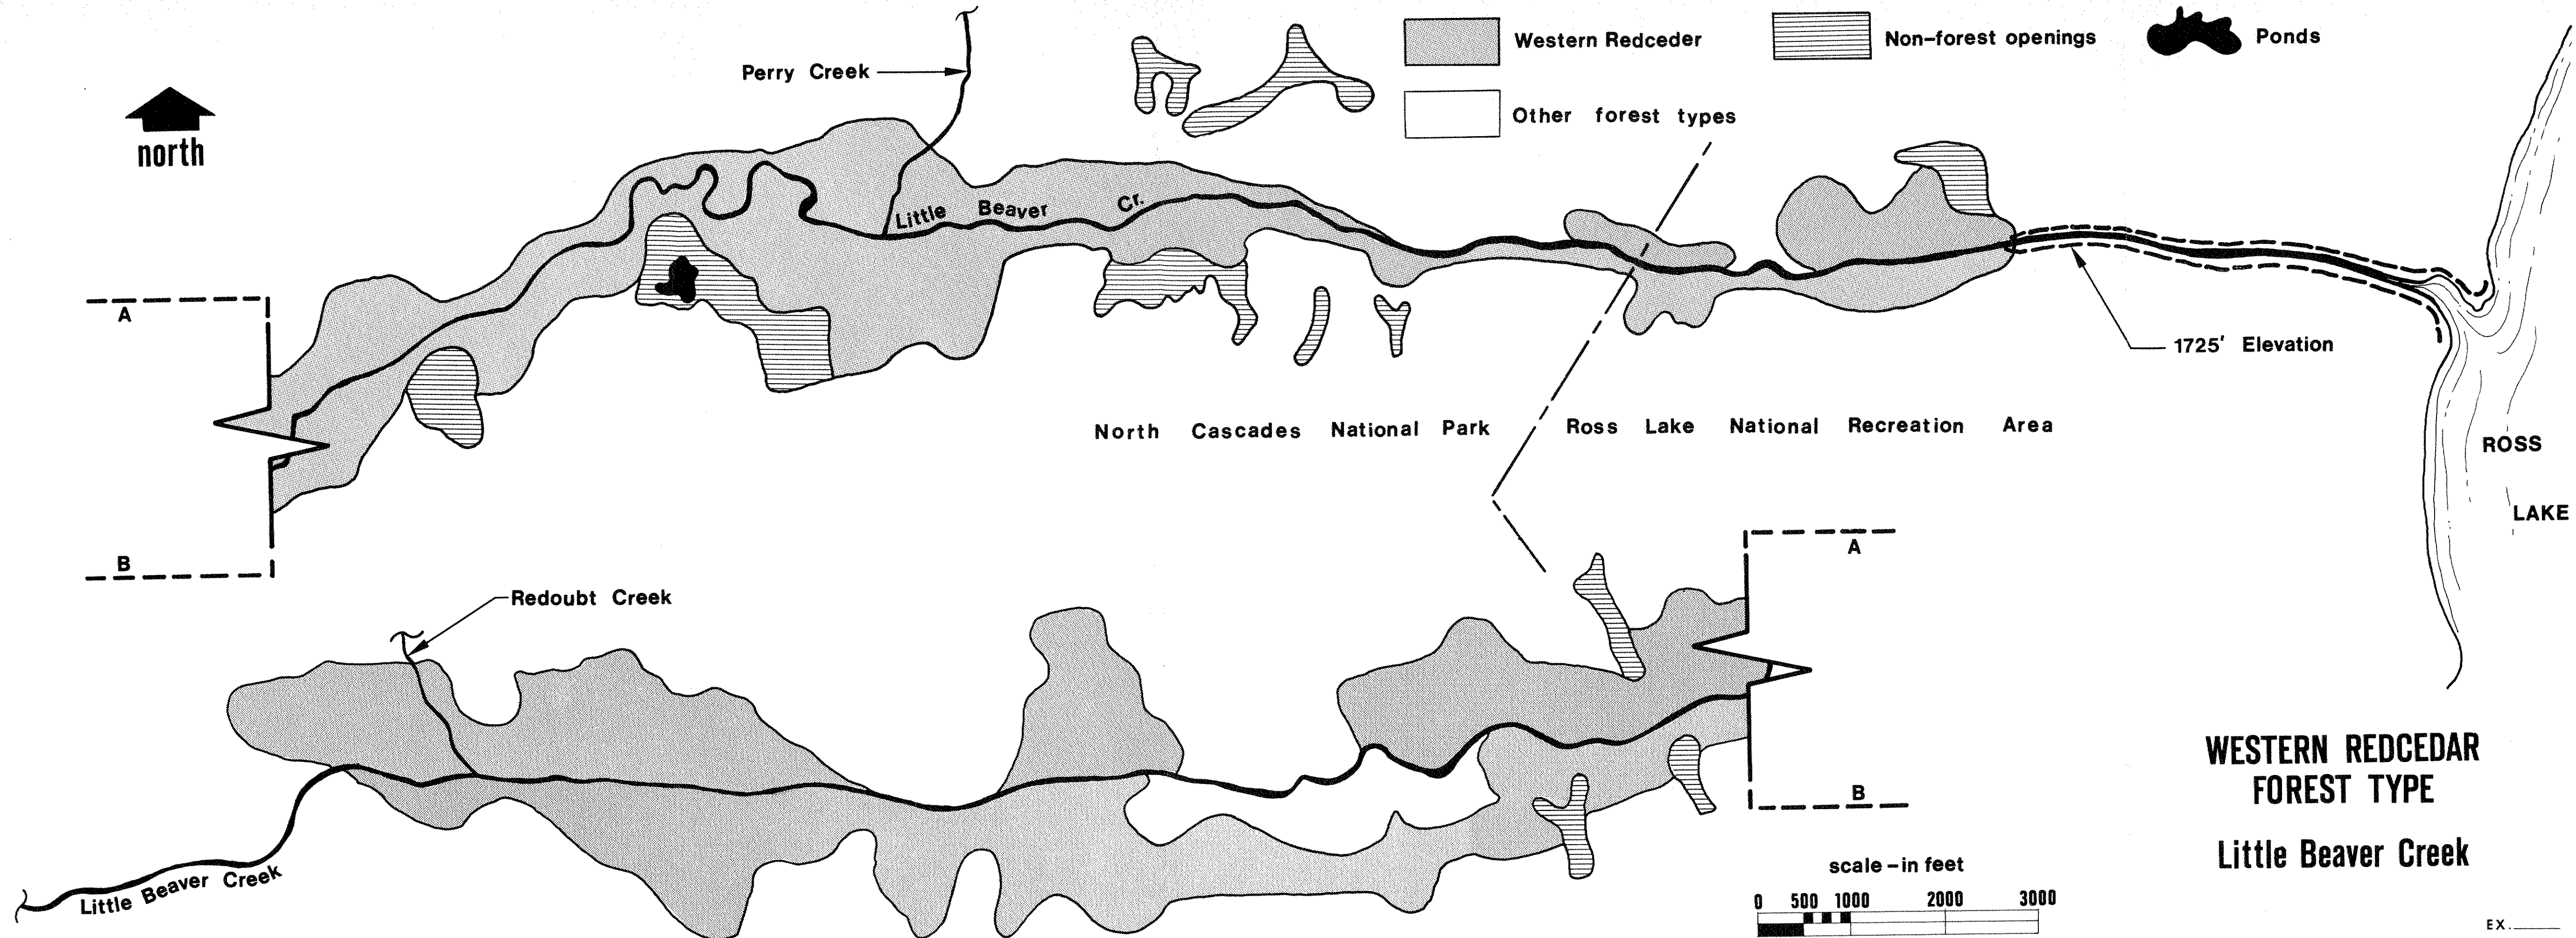 Perry Creek
Western Redceder
Non-forest openings
Ponds
Other forest types
north
Little Beaver Cr.
A
1725' Elevation
North Cascades National Park
Ross Lake National Recreation Area
ROSS
LAKE
B
A
Redoubt Creek
B
WESTERN REDCEDAR
FOREST TYPE
Little Beaver Creek
Little Beaver Creek
scale-in feet
0 500 1000 2000 3000
EX.